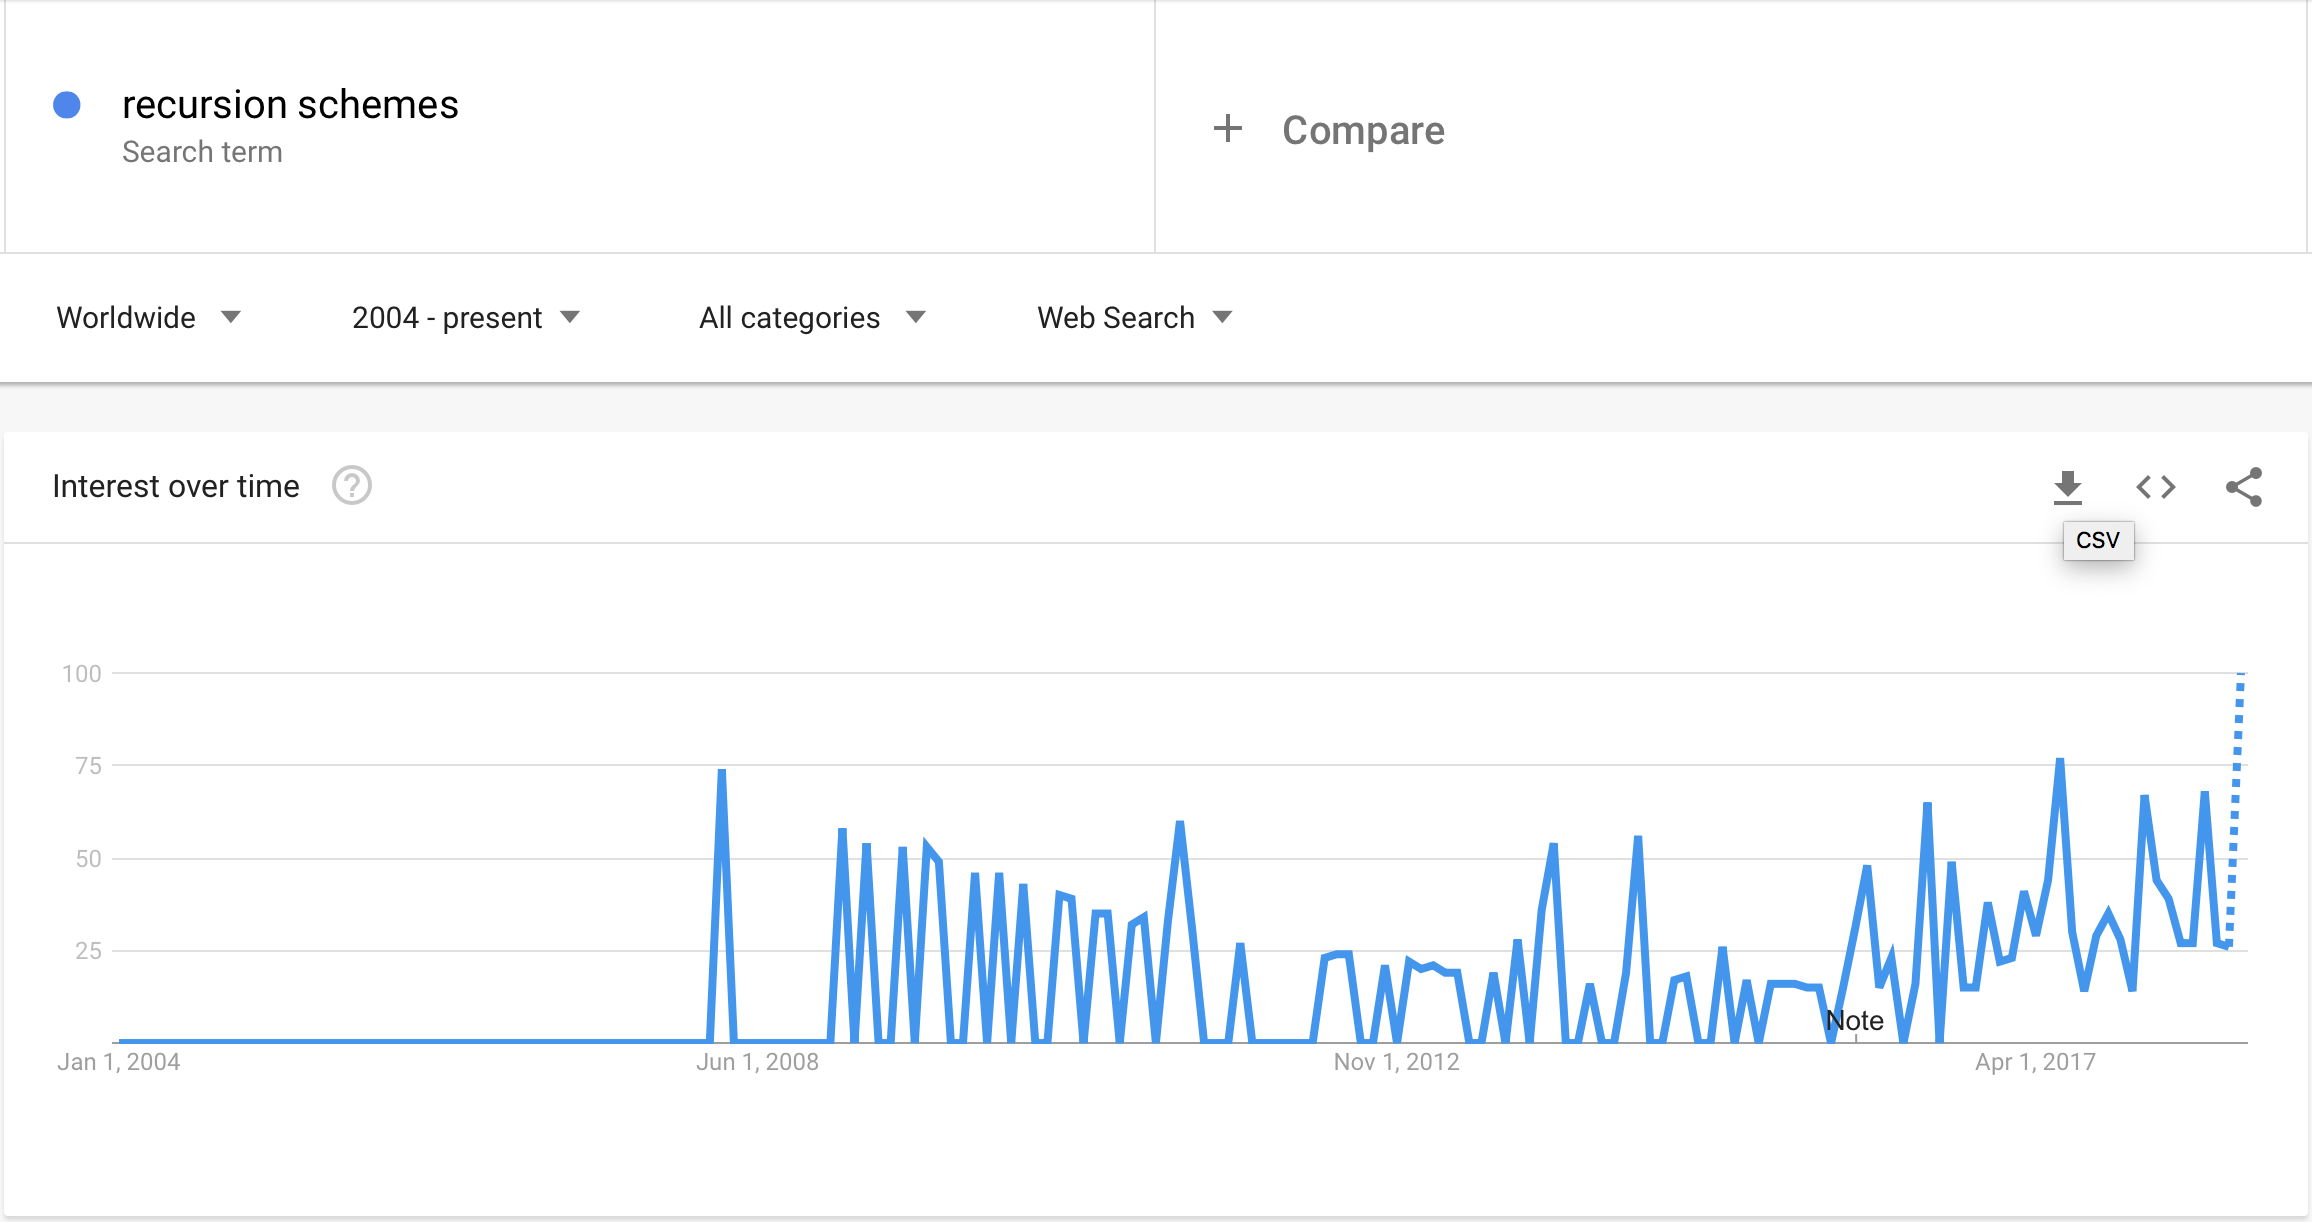 recursion schemes
Search term
+ Compare
Worldwide
2004 - present
All categories
Web Search
Interest over time ?
CSV
100
75
50
25
Note
Jan 1, 2004
Jun 1, 2008
Nov 1, 2012
Apr 1, 2017